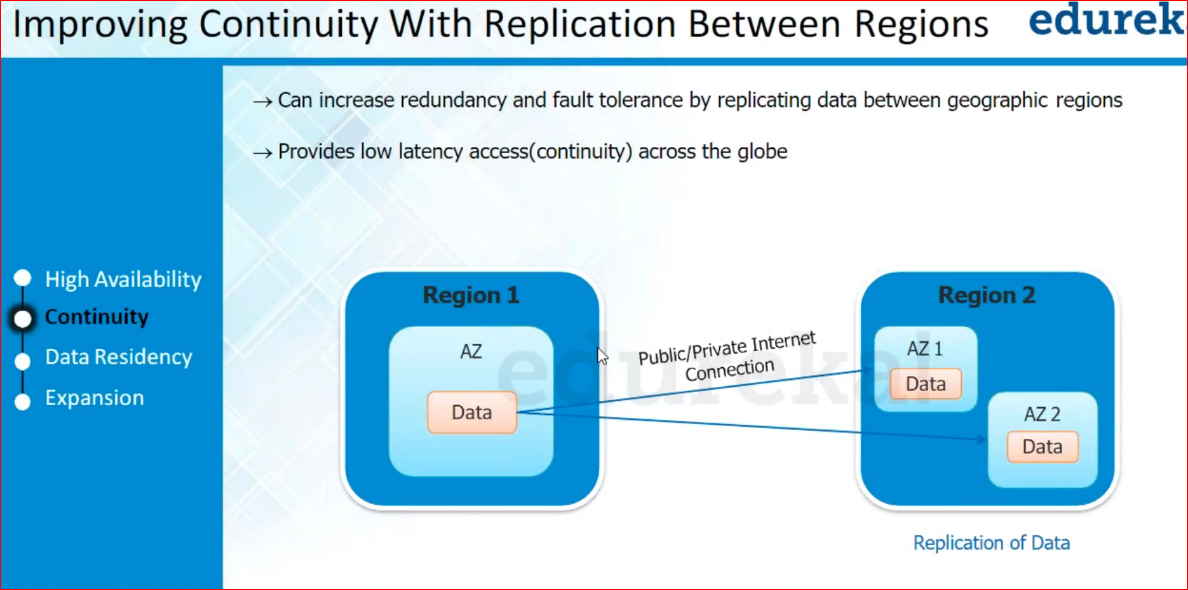 Improving Continuity With Replication Between Regions
edurek
→ Can increase redundancy and fault tolerance by replicating data between geographic regions
→ Provides low latency access(continuity) across the globe
High Availability
Continuity
Data Residency
Expansion
Region 1
AZ
Data
Public/Private Internet
Connection
Region 2
AZ 1
Data
AZ 2
Data
Replication of Data
edureka!